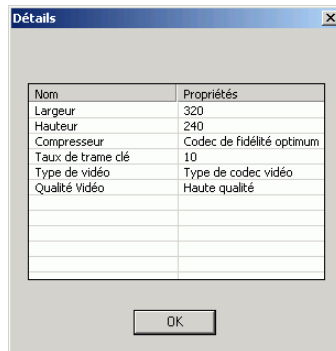 Détails
Nom Propriétés
Largeur 320
Hauteur 240
Compresseur Codec de fidélité optimum
Taux de trame clé 10
Type de vidéo Type de codec vidéo
Qualité Vidéo Haute qualité
OK